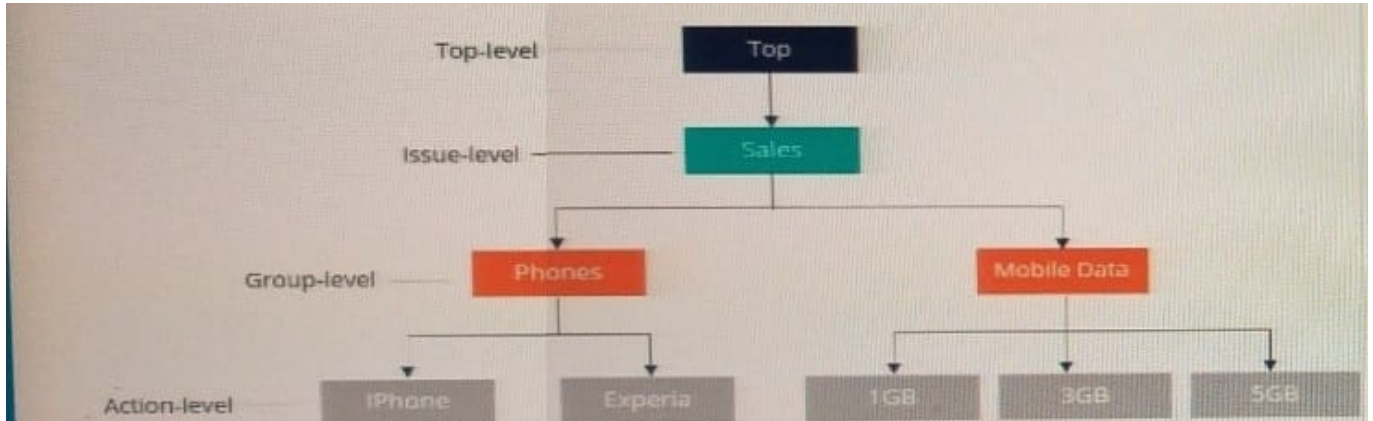 Top-level Top
Issue-level Sales
Group-level Phones Mobile Data
Action-level IPhone Experia 1GB 3GB 5GB